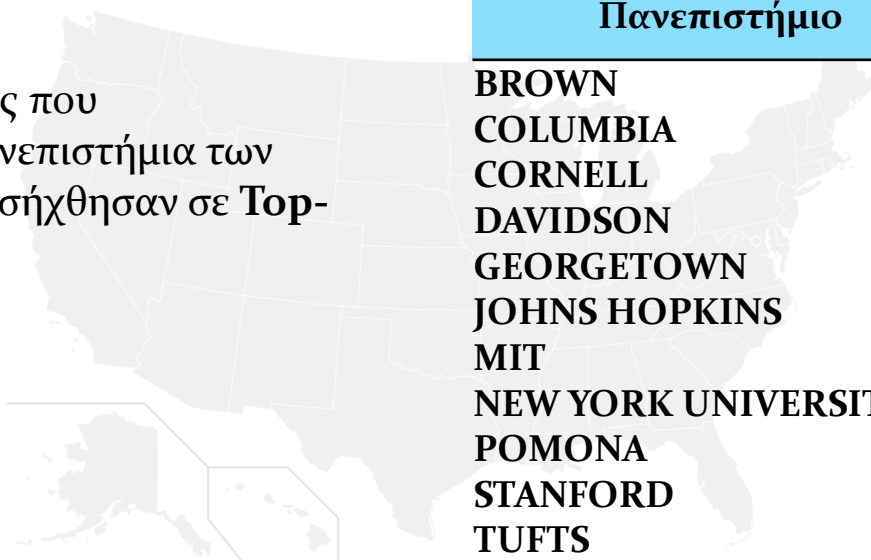 ς που
νεπιστήμια των
σήχθησαν σε Top-
Πανεπιστήμιο
BROWN
COLUMBIA
CORNELL
DAVIDSON
GEORGETOWN
JOHNS HOPKINS
MIT
NEW YORK UNIVERSIT
POMONA
STANFORD
TUFTS